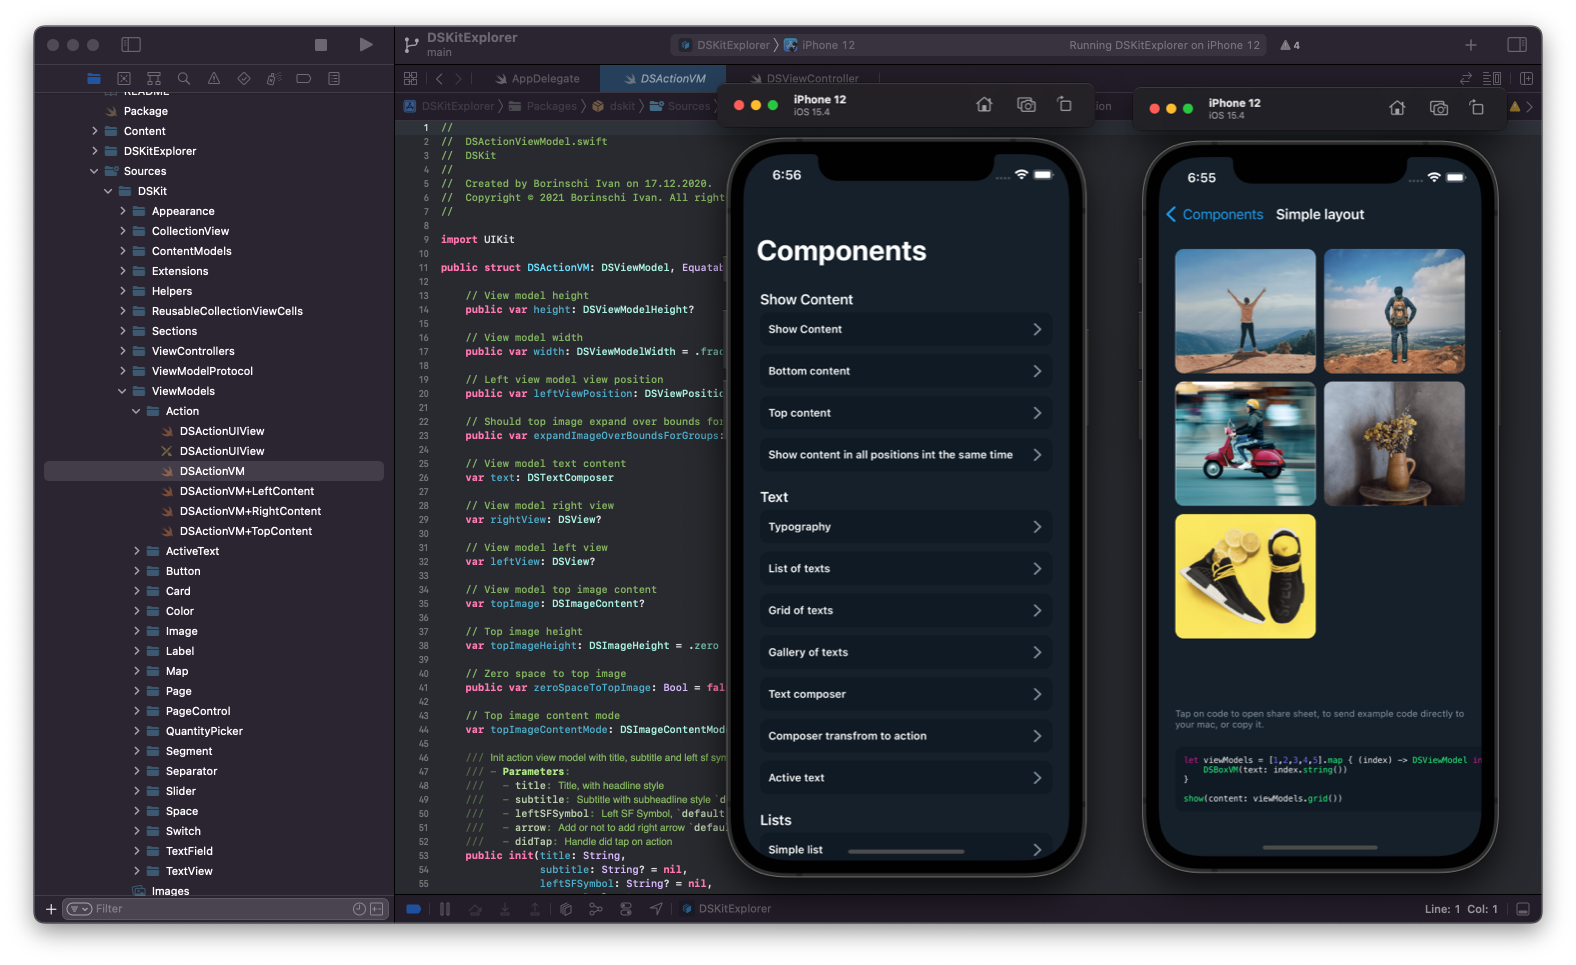 DSKitExplorer
main
DSKitExplorer
iPhone 12
Running DSKitExplorer on iPhone 12
4
AppDelegate
DSActionVM
DSViewController
DSKitExplorer
Packages
dskit
Sources
ion
README
Package
Content
DSKitExplorer
Sources
DSKit
Appearance
CollectionView
ContentModels
Extensions
Helpers
ReusableCollectionViewCells
Sections
ViewControllers
ViewModelProtocol
ViewModels
Action
DSActionUIView
DSActionUIView
DSActionVM
DSActionVM+LeftContent
DSActionVM+RightContent
DSActionVM+TopContent
ActiveText
Button
Card
Color
Image
Label
Map
Page
PageControl
QuantityPicker
Segment
Separator
Slider
Space
Switch
TextField
TextView
Images
Filter
1 //
2 //  DSActionViewModel.swift
3 //  DSKit
4 //
5 //  Created by Borinschi Ivan on 17.12.2020.
6 //  Copyright © 2021 Borinschi Ivan. All right
7 //
8
9 import UIKit
10
11 public struct DSActionVM: DSViewModel, Equatab
12
13 // View model height
14 public var height: DSViewModelHeight?
15
16 // View model width
17 public var width: DSViewModelWidth = .frac
18
19 // Left view model view position
20 public var leftViewPosition: DSViewPositio
21
22 // Should top image expand over bounds for
23 public var expandImageOverBoundsForGroups:
24
25 // View model text content
26 var text: DSTextComposer
27
28 // View model right view
29 var rightView: DSView?
30
31 // View model left view
32 var leftView: DSView?
33
34 // View model top image content
35 var topImage: DSImageContent?
36
37 // Top image height
38 var topImageHeight: DSImageHeight = .zero
39
40 // Zero space to top image
41 public var zeroSpaceToTopImage: Bool = fal
42
43 // Top image content mode
44 var topImageContentMode: DSImageContentMod
45
46 /// Init action view model with title, subtitle and left sf sym
47 /// - Parameters:
48 ///   - title: Title, with headline style
49 ///   - subtitle: Subtitle with subheadline style `d
50 ///   - leftSFSymbol: Left SF Symbol, `default
51 ///   - arrow: Add or not to add right arrow `defau
52 ///   - didTap: Handle did tap on action
53 public init(title: String,
54 subtitle: String? = nil,
55 leftSFSymbol: String? = nil,
DSKitExplorer
Line: 1 Col: 1
iPhone 12
iOS 15.4
6:56
Components
Show Content
Show Content
Bottom content
Top content
Show content in all positions int the same time
Text
Typography
List of texts
Grid of texts
Gallery of texts
Text composer
Composer transfrom to action
Active text
Lists
Simple list
iPhone 12
iOS 15.4
6:55
Components Simple layout
Tap on code to open share sheet, to send example code directly to
your mac, or copy it.
let viewModels = [1,2,3,4,5].map { (index) -> DSViewModel in
DSBoxVM(text: index.string())
}
show(content: viewModels.grid())